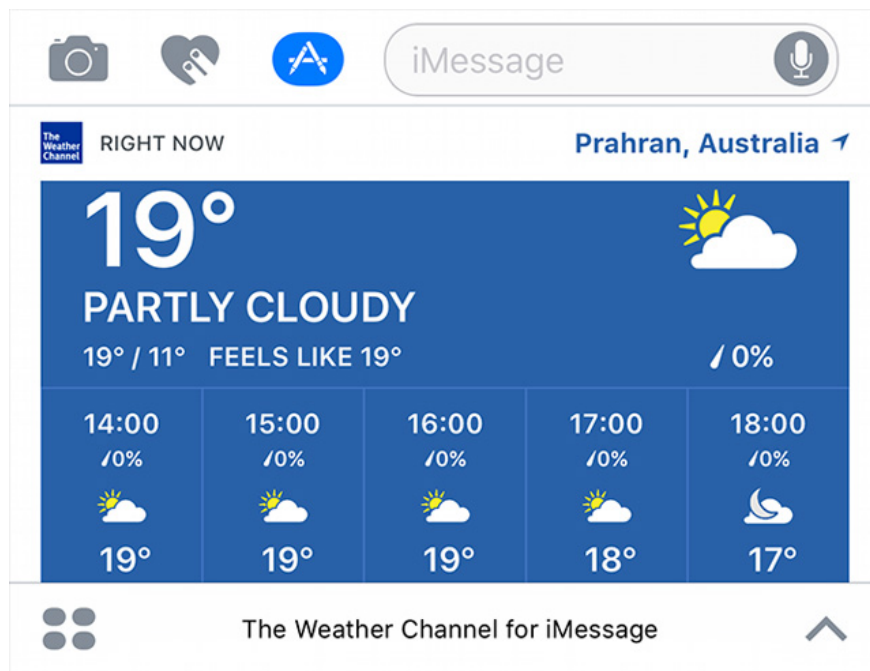 iMessage
The Weather Channel
RIGHT NOW
Prahran, Australia
19°
PARTLY CLOUDY
19° / 11° FEELS LIKE 19°
0%
14:00 15:00 16:00 17:00 18:00
0% 0% 0% 0% 0%
19° 19° 19° 18° 17°
The Weather Channel for iMessage